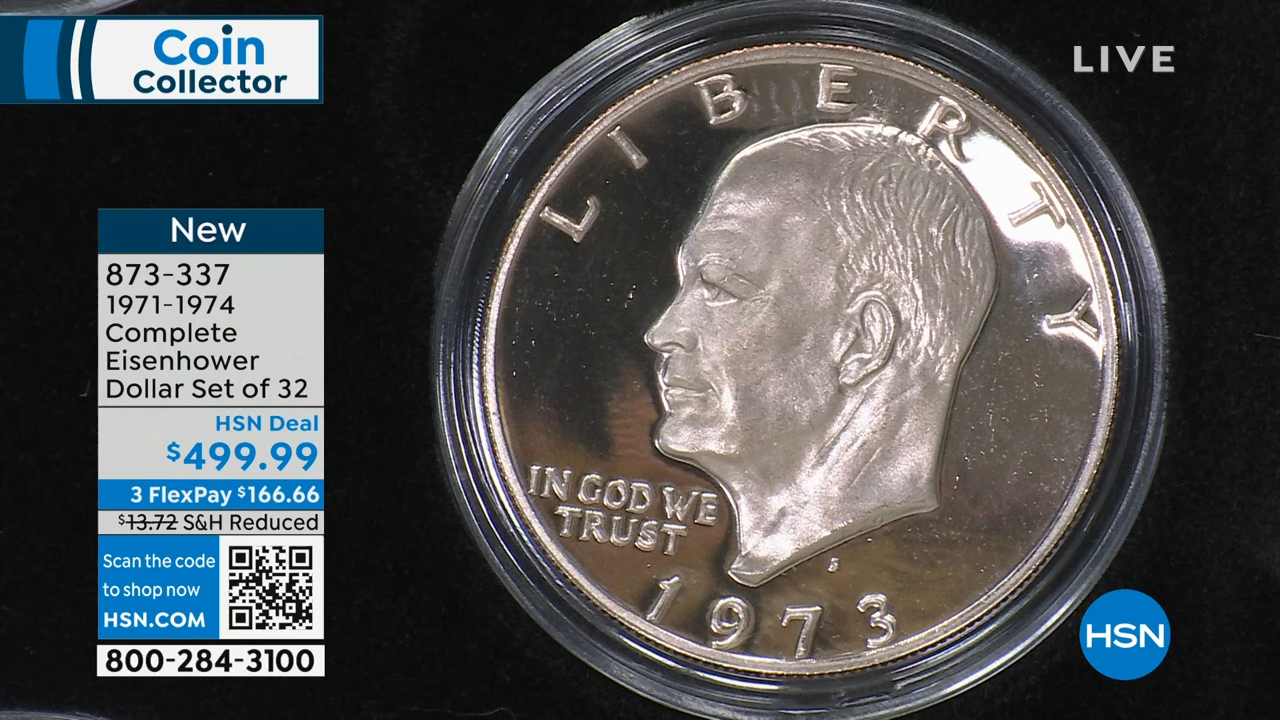 Coin
Collector
LIVE
New
873-337
1971-1974
Complete
Eisenhower
Dollar Set of 32
HSN Deal
$499.99
3 FlexPay $166.66
$13.72 S&H Reduced
Scan the code
to shop now
HSN.COM
800-284-3100
LIBERTY
IN GOD WE
TRUST
S
1973
HSN